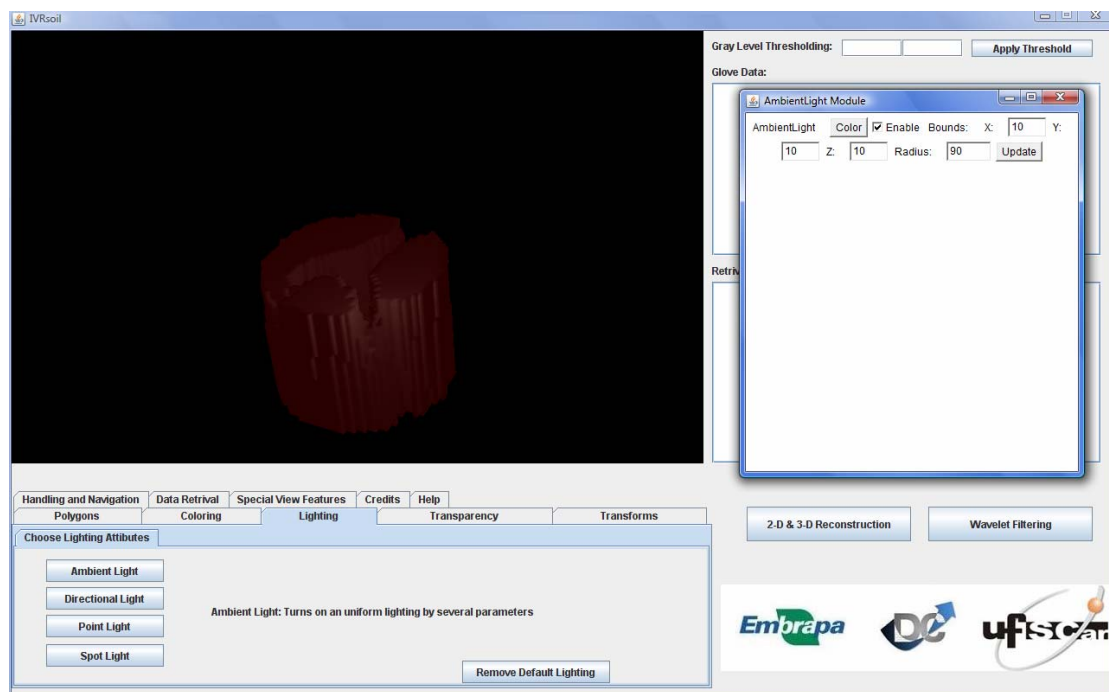 IVRsoil
Gray Level Thresholding:
Apply Threshold
Glove Data:
AmbientLight Module
AmbientLight Color Enable Bounds: X: 10 Y:
10 Z: 10 Radius: 90 Update
Retriv
Handling and Navigation Data Retrival Special View Features Credits Help
Polygons Coloring Lighting Transparency Transforms
Choose Lighting Attibutes
Ambient Light
Directional Light
Point Light
Spot Light
Ambient Light: Turns on an uniform lighting by several parameters
Remove Default Lighting
2-D & 3-D Reconstruction
Wavelet Filtering
Embrapa
DC
ufscar